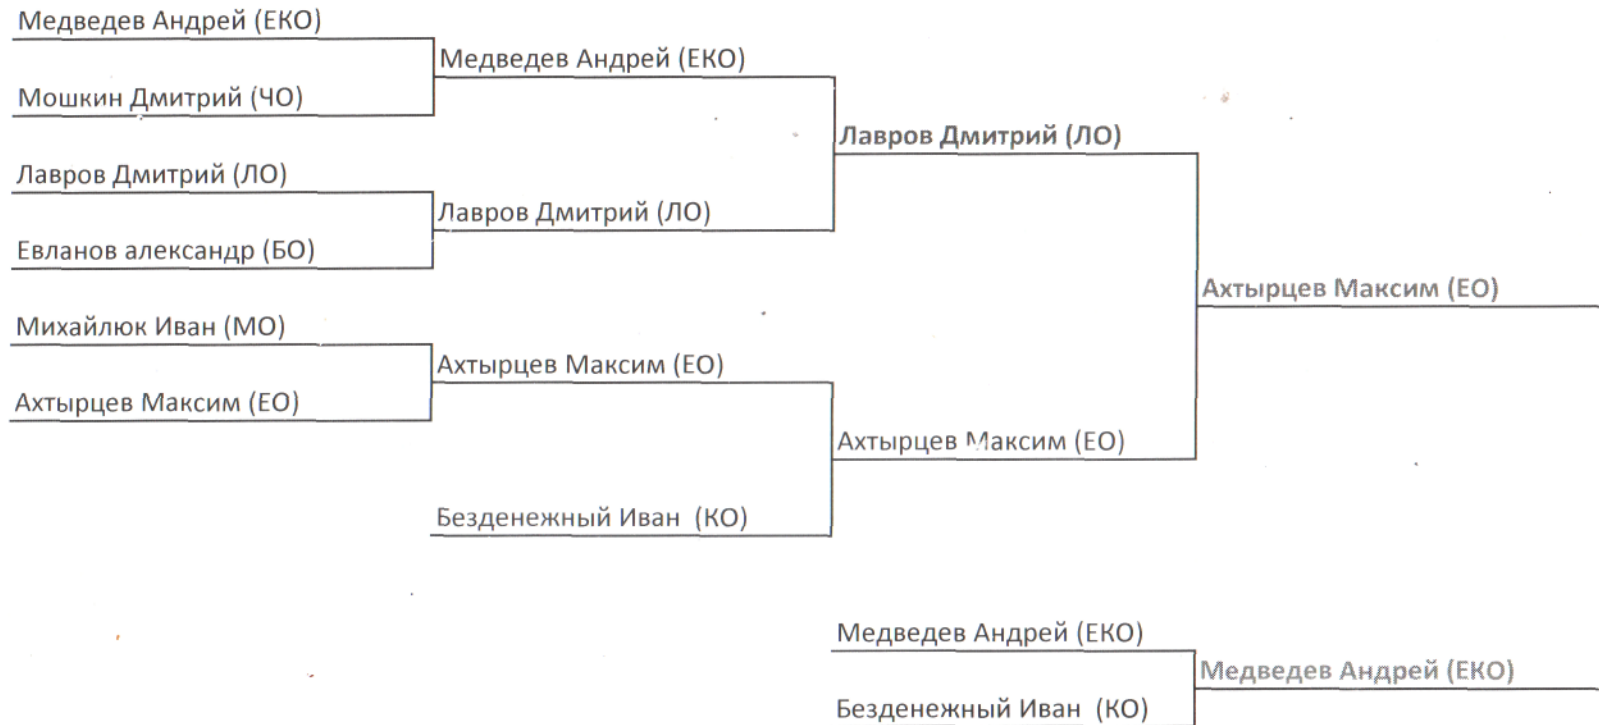 Медведев Андрей (ЕКО)
Медведев Андрей (ЕКО)
Мошкин Дмитрий (ЧО)
Лавров Дмитрий (ЛО)
Лавров Дмитрий (ЛО)
Лавров Дмитрий (ЛО)
Евланов александр (БО)
Ахтырцев Максим (ЕО)
Михайлюк Иван (МО)
Ахтырцев Максим (ЕО)
Ахтырцев Максим (ЕО)
Ахтырцев Максим (ЕО)
Безденежный Иван (КО)
Медведев Андрей (ЕКО)
Медведев Андрей (ЕКО)
Безденежный Иван (КО)